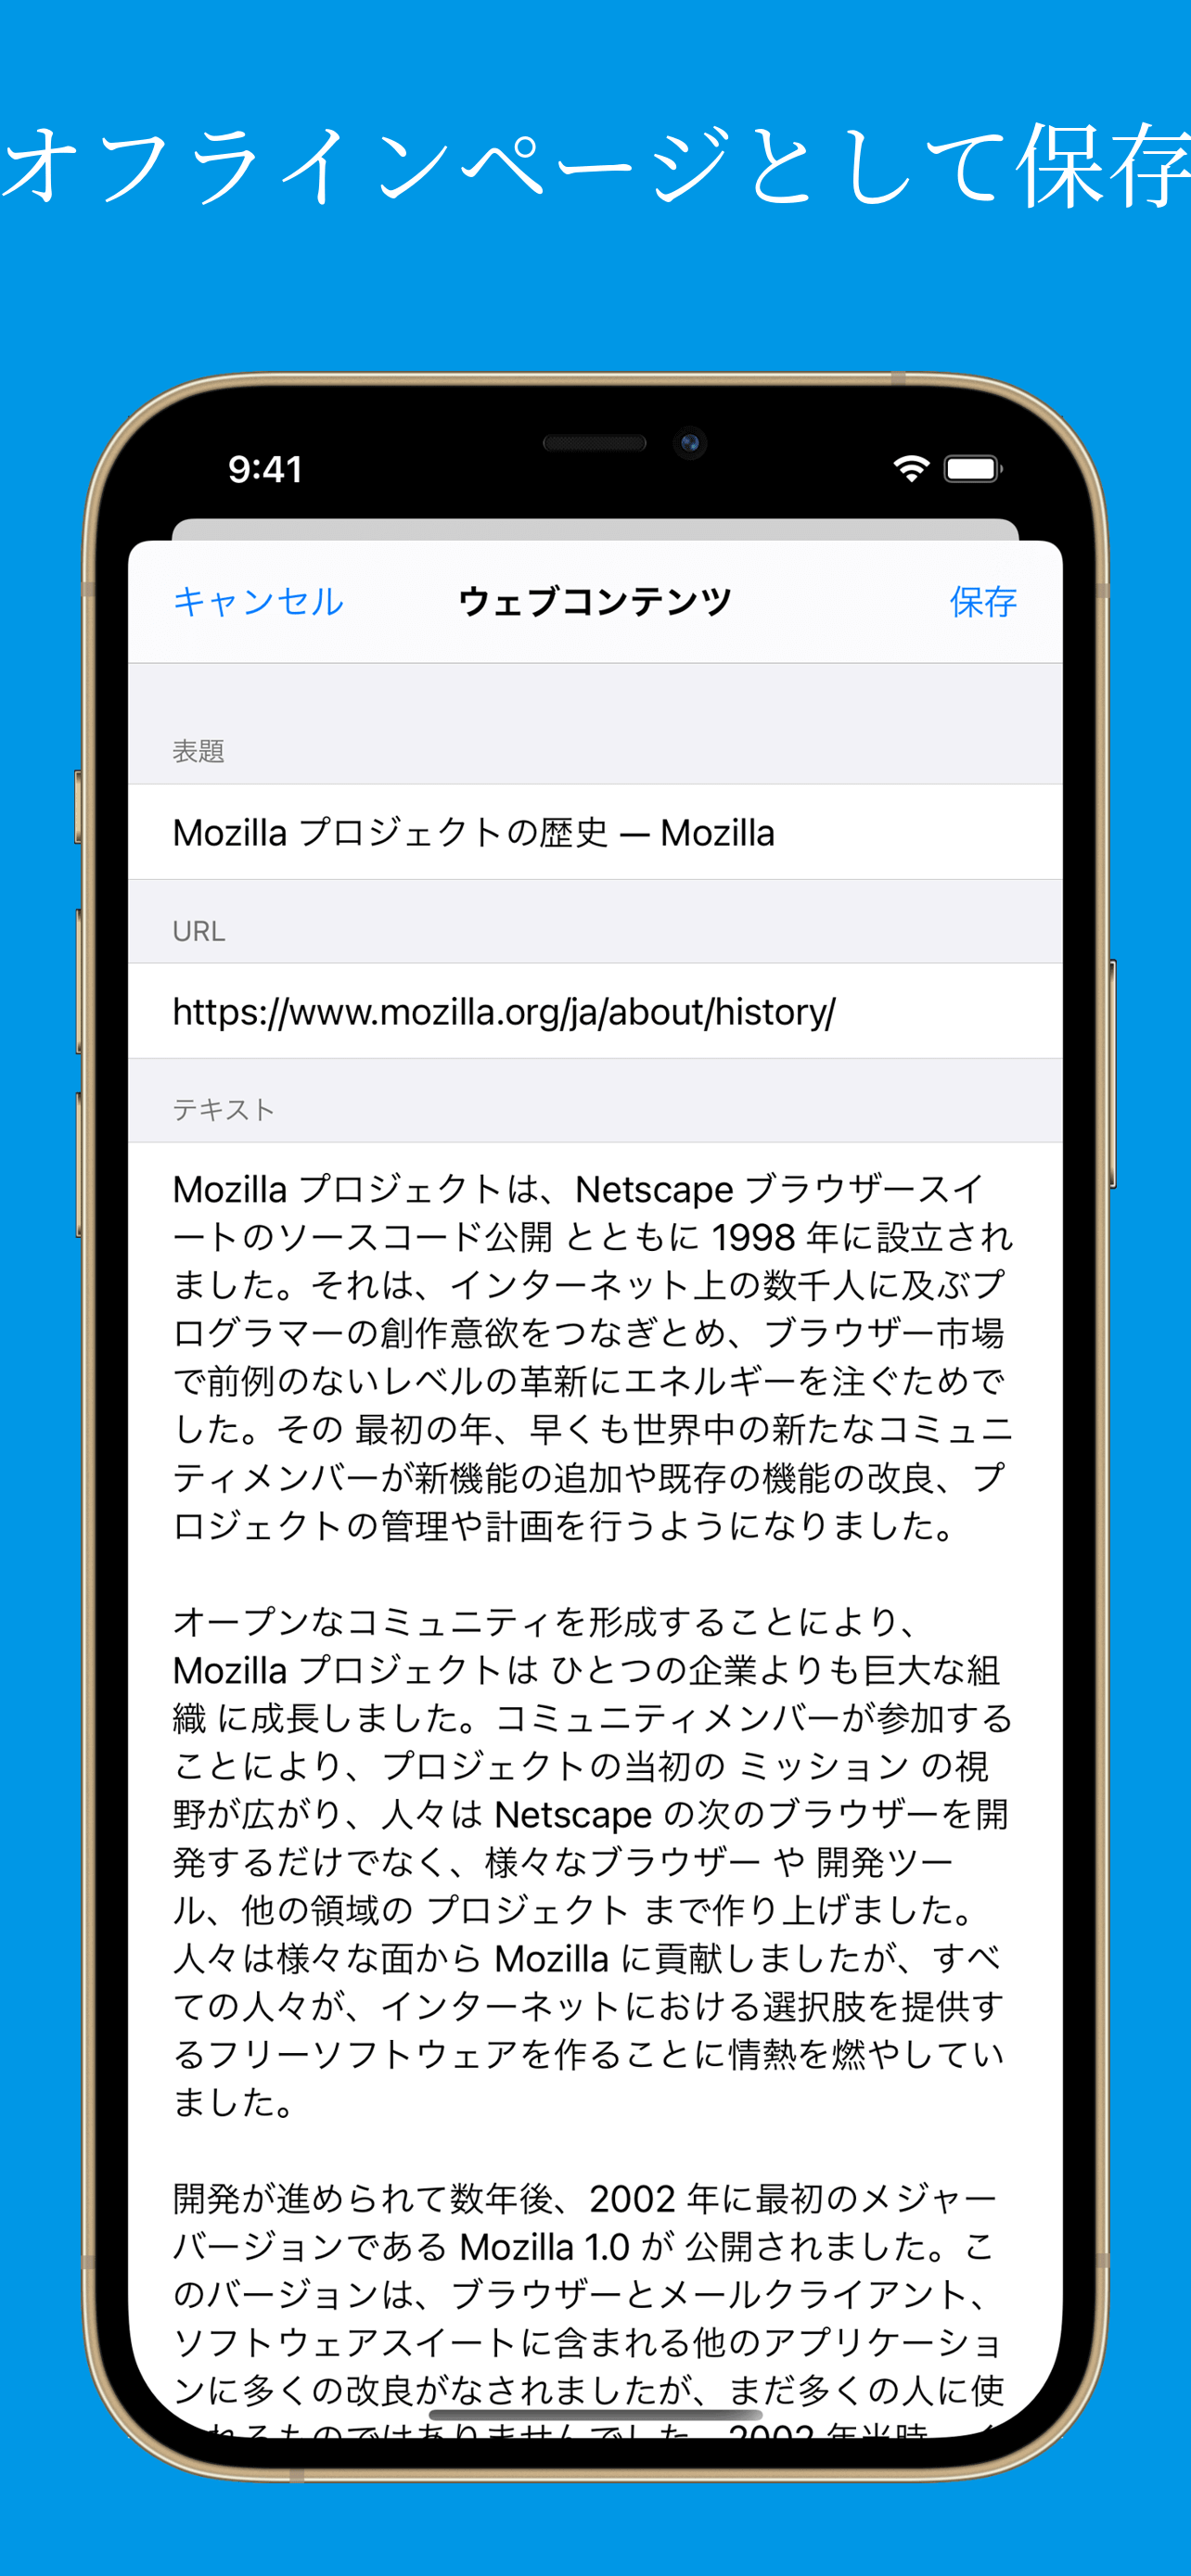 オフラインページとして保存
9:41
キャンセル ウェブコンテンツ 保存
表題
Mozilla プロジェクトの歴史 — Mozilla
URL
https://www.mozilla.org/ja/about/history/
テキスト
Mozilla プロジェクトは、Netscape ブラウザースイ
ートのソースコード公開 とともに 1998 年に設立され
ました。それは、インターネット上の数千人に及ぶプ
ログラマーの創作意欲をつなぎとめ、ブラウザー市場
で前例のないレベルの革新にエネルギーを注ぐためで
した。その 最初の年、早くも世界中の新たなコミュニ
ティメンバーが新機能の追加や既存の機能の改良、プ
ロジェクトの管理や計画を行うようになりました。
オープンなコミュニティを形成することにより、
Mozilla プロジェクトは ひとつの企業よりも巨大な組
織 に成長しました。コミュニティメンバーが参加する
ことにより、プロジェクトの当初の ミッション の視
野が広がり、人々は Netscape の次のブラウザーを開
発するだけでなく、様々なブラウザー や 開発ツー
ル、他の領域の プロジェクト まで作り上げました。
人々は様々な面から Mozilla に貢献しましたが、すべ
ての人々が、インターネットにおける選択肢を提供す
るフリーソフトウェアを作ることに情熱を燃やしてい
ました。
開発が進められて数年後、2002 年に最初のメジャー
バージョンである Mozilla 1.0 が 公開されました。こ
のバージョンは、ブラウザーとメールクライアント、
ソフトウェアスイートに含まれる他のアプリケーショ
ンに多くの改良がなされましたが、まだ多くの人に使
れるものではありませんでした。2002 年当時、